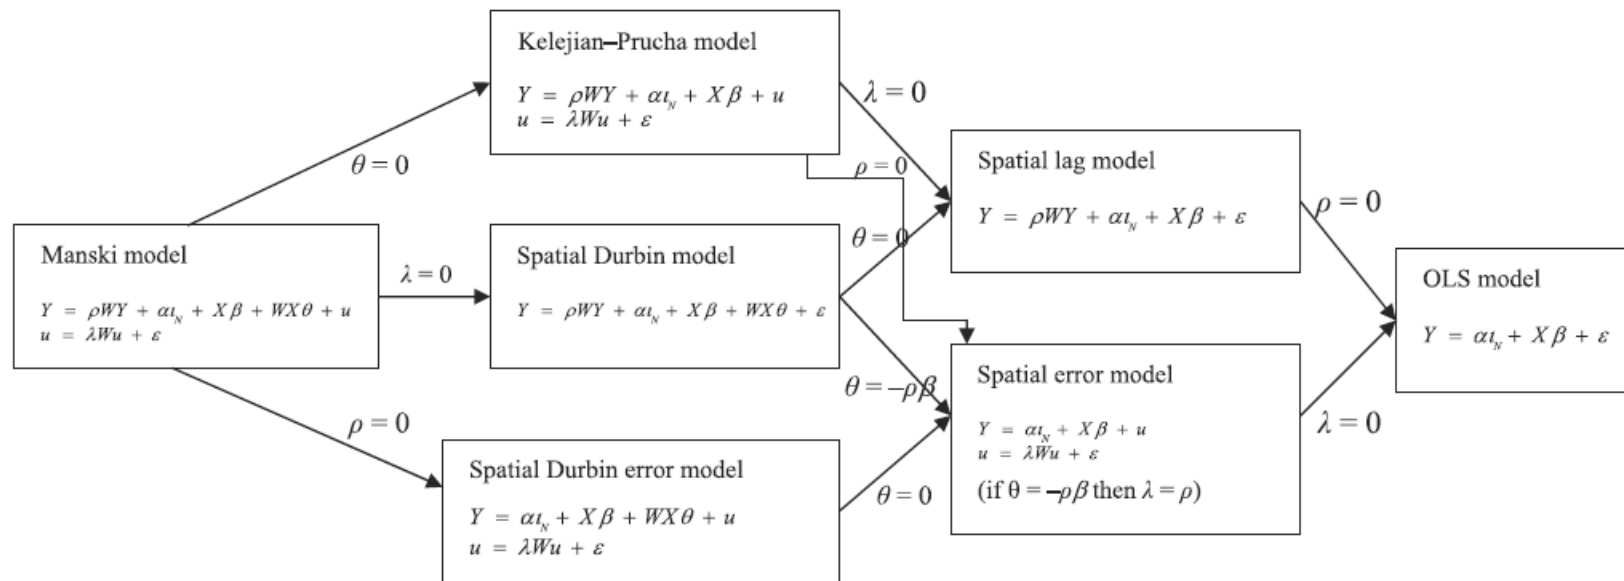 Kelejian–Prucha model
Y = ρWY + αι_N + Xβ + u
u = λWu + ε
λ = 0
θ = 0
ρ = 0
Spatial lag model
Y = ρWY + αι_N + Xβ + ε
ρ = 0
Manski model
Y = ρWY + αι_N + Xβ + WXθ + u
u = λWu + ε
λ = 0
Spatial Durbin model
Y = ρWY + αι_N + Xβ + WXθ + ε
θ = 0
θ = –ρβ
OLS model
Y = αι_N + Xβ + ε
Spatial error model
Y = αι_N + Xβ + u
u = λWu + ε
(if θ = –ρβ then λ = ρ)
λ = 0
ρ = 0
Spatial Durbin error model
Y = αι_N + Xβ + WXθ + u
u = λWu + ε
θ = 0